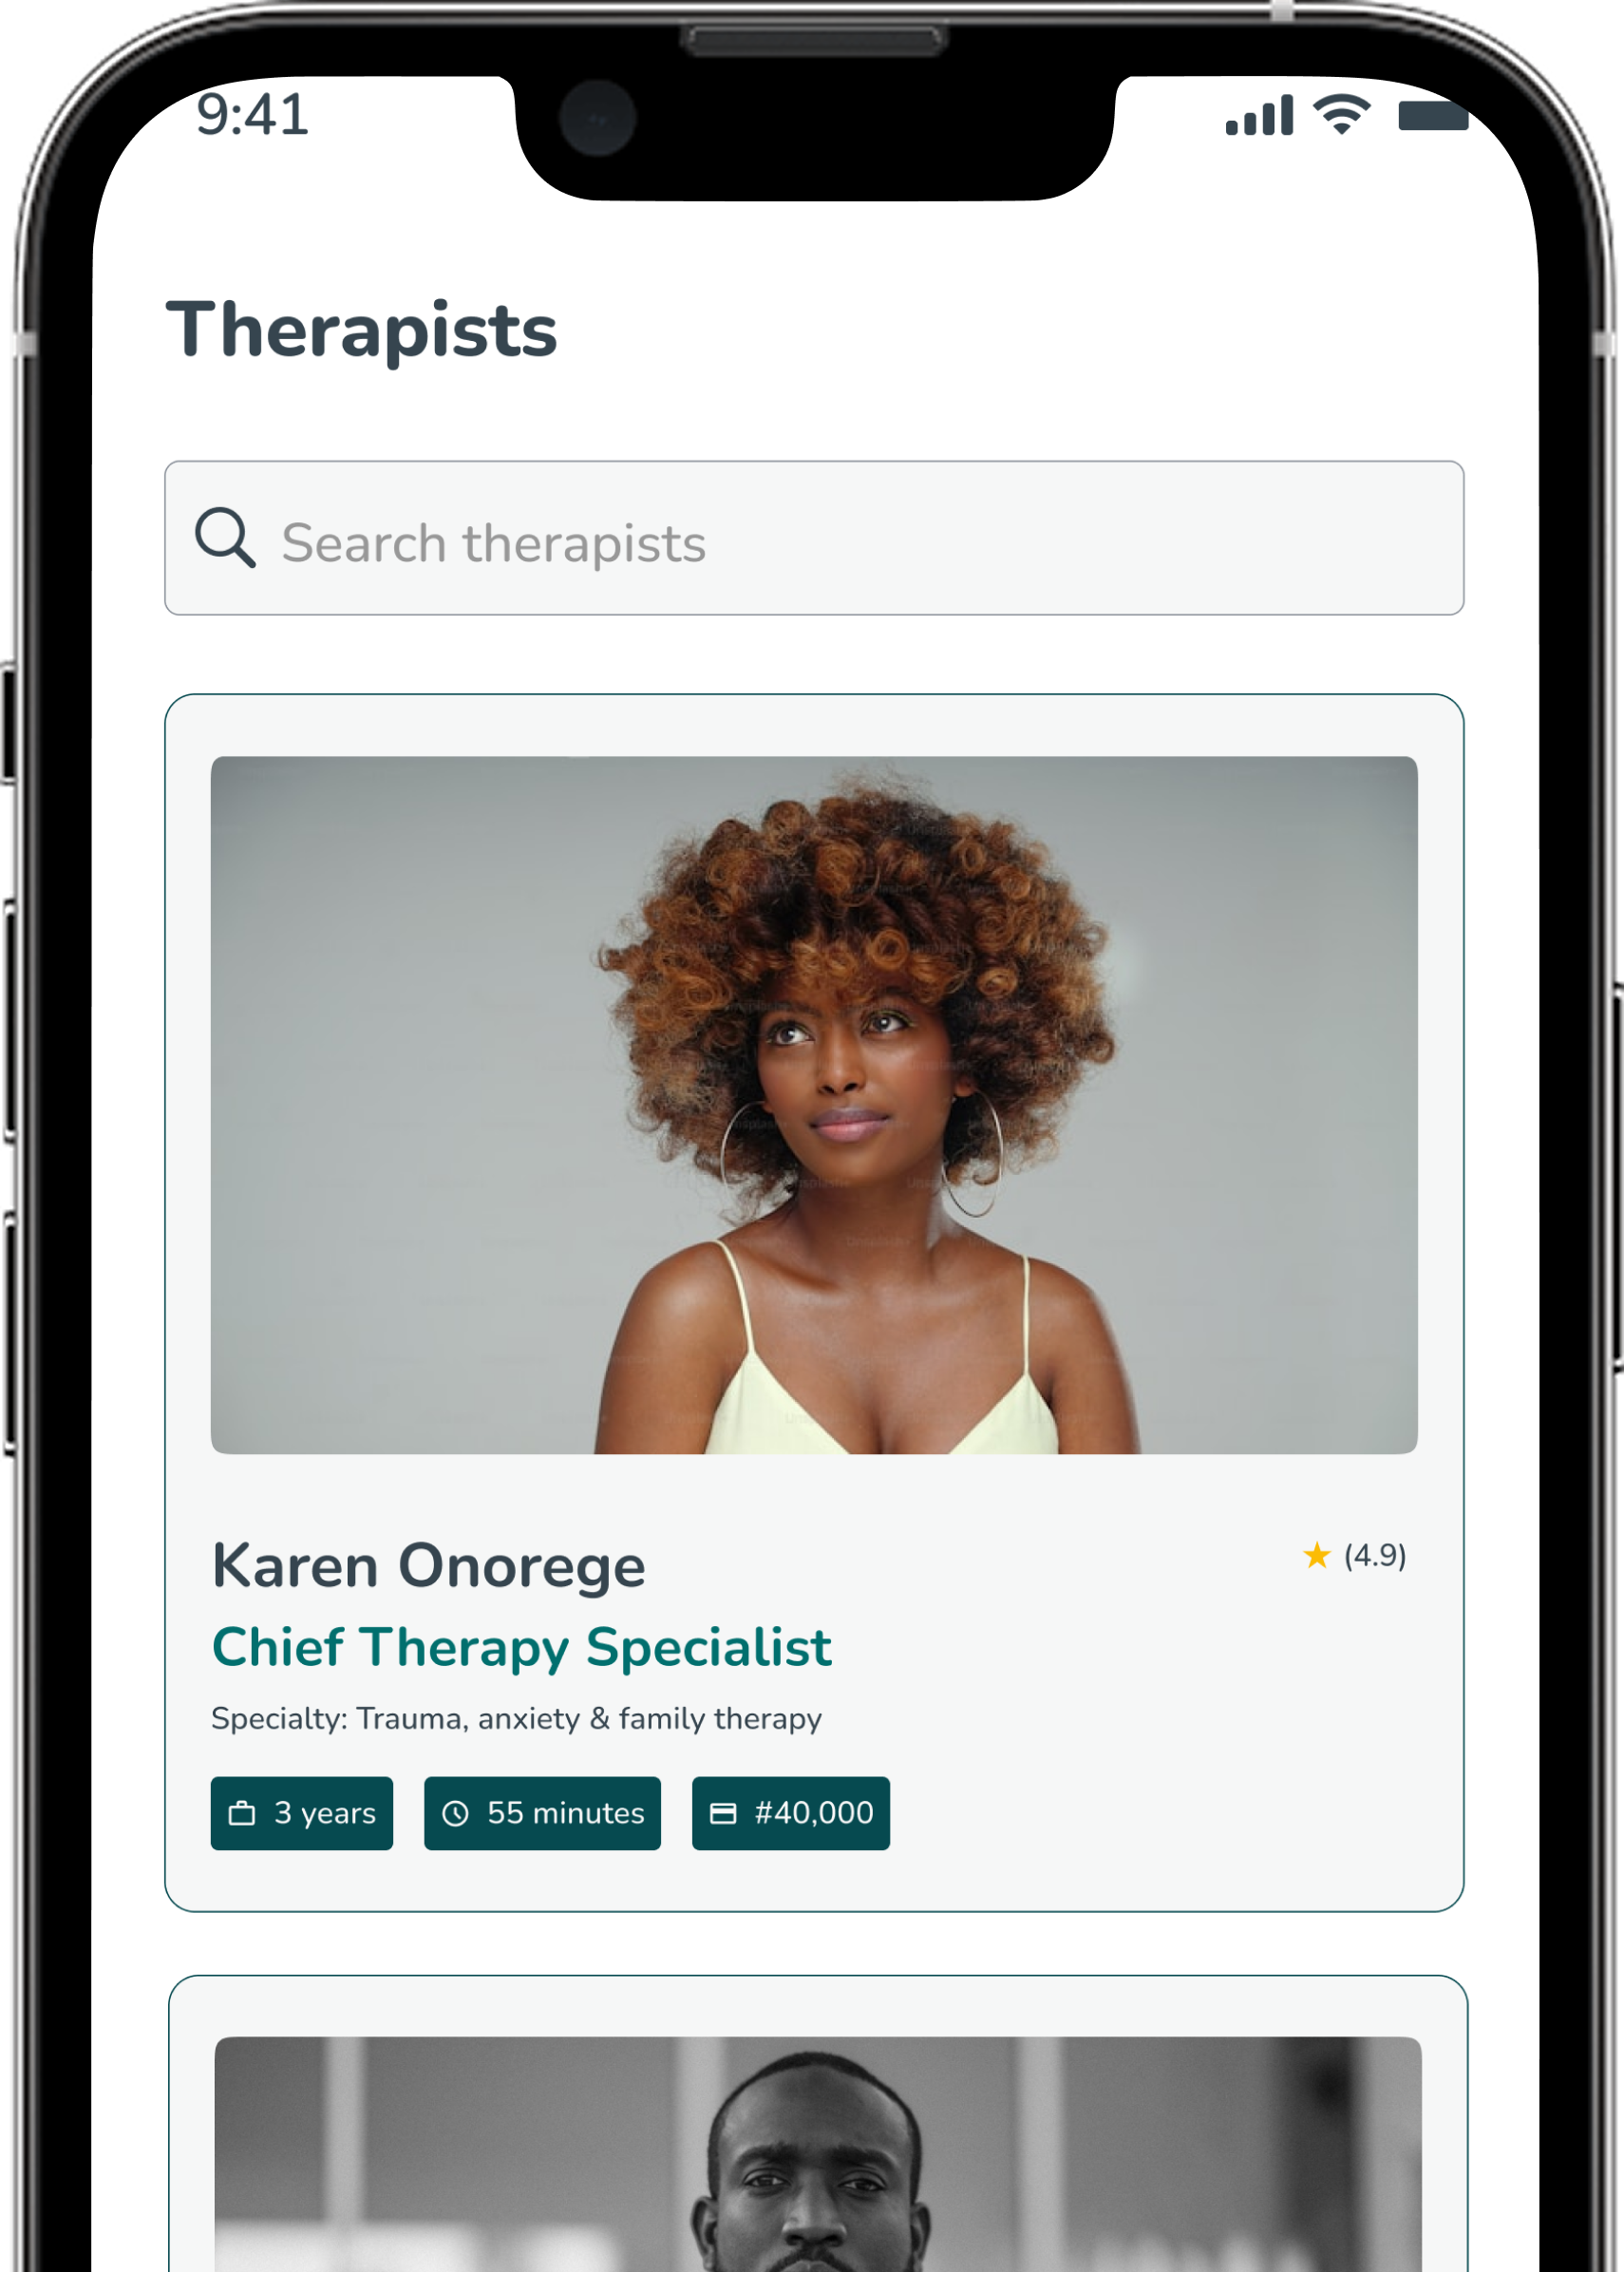 9:41
Therapists
Search therapists
Karen Onorege
★ (4.9)
Chief Therapy Specialist
Specialty: Trauma, anxiety & family therapy
3 years
55 minutes
#40,000